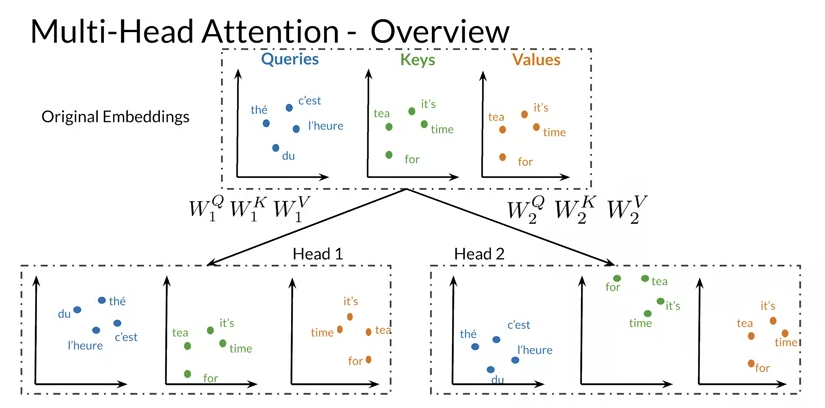 Multi-Head Attention - Overview
Queries Keys Values
Original Embeddings
thé c'est l'heure du
tea it's time for
tea it's time for
W_1^Q W_1^K W_1^V
W_2^Q W_2^K W_2^V
Head 1
Head 2
du thé l'heure c'est
tea it's time for
it's time tea for
thé c'est l'heure du
for tea it's time
it's tea time for